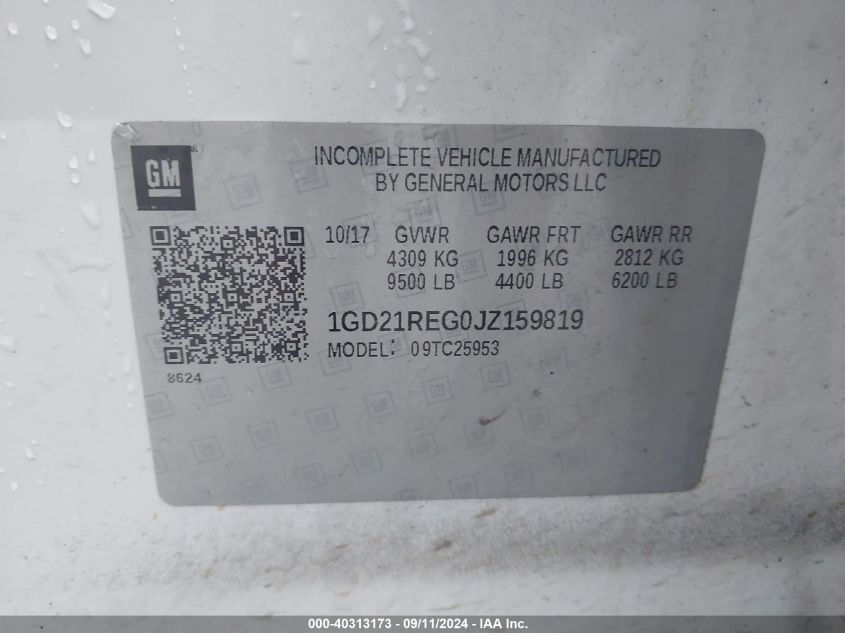 GM
INCOMPLETE VEHICLE MANUFACTURED
BY GENERAL MOTORS LLC
10/17 GVWR GAWR FRT GAWR RR
4309 KG 1996 KG 2812 KG
9500 LB 4400 LB 6200 LB
1GD21REG0JZ159819
MODEL: 09TC25953
8624
000-40313173 - 09/11/2024 - IAA Inc.